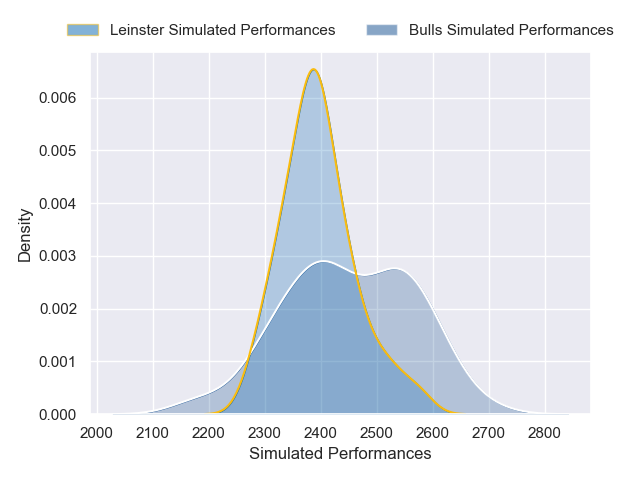 Leinster Simulated Performances Bulls Simulated Performances
0.006
0.005
0.004
0.003
0.002
0.001
0.000
Density
2000 2100 2200 2300 2400 2500 2600 2700 2800
Simulated Performances